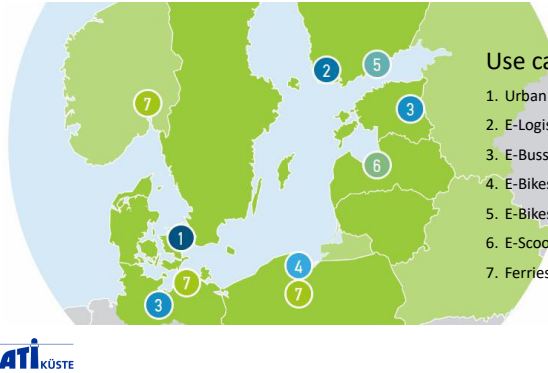 2
5
7
3
6
1
4
7
7
3
Use ca
1. Urban
2. E-Logis
3. E-Buss
4. E-Bikes
5. E-Bikes
6. E-Scoo
7. Ferries
ATI KÜSTE